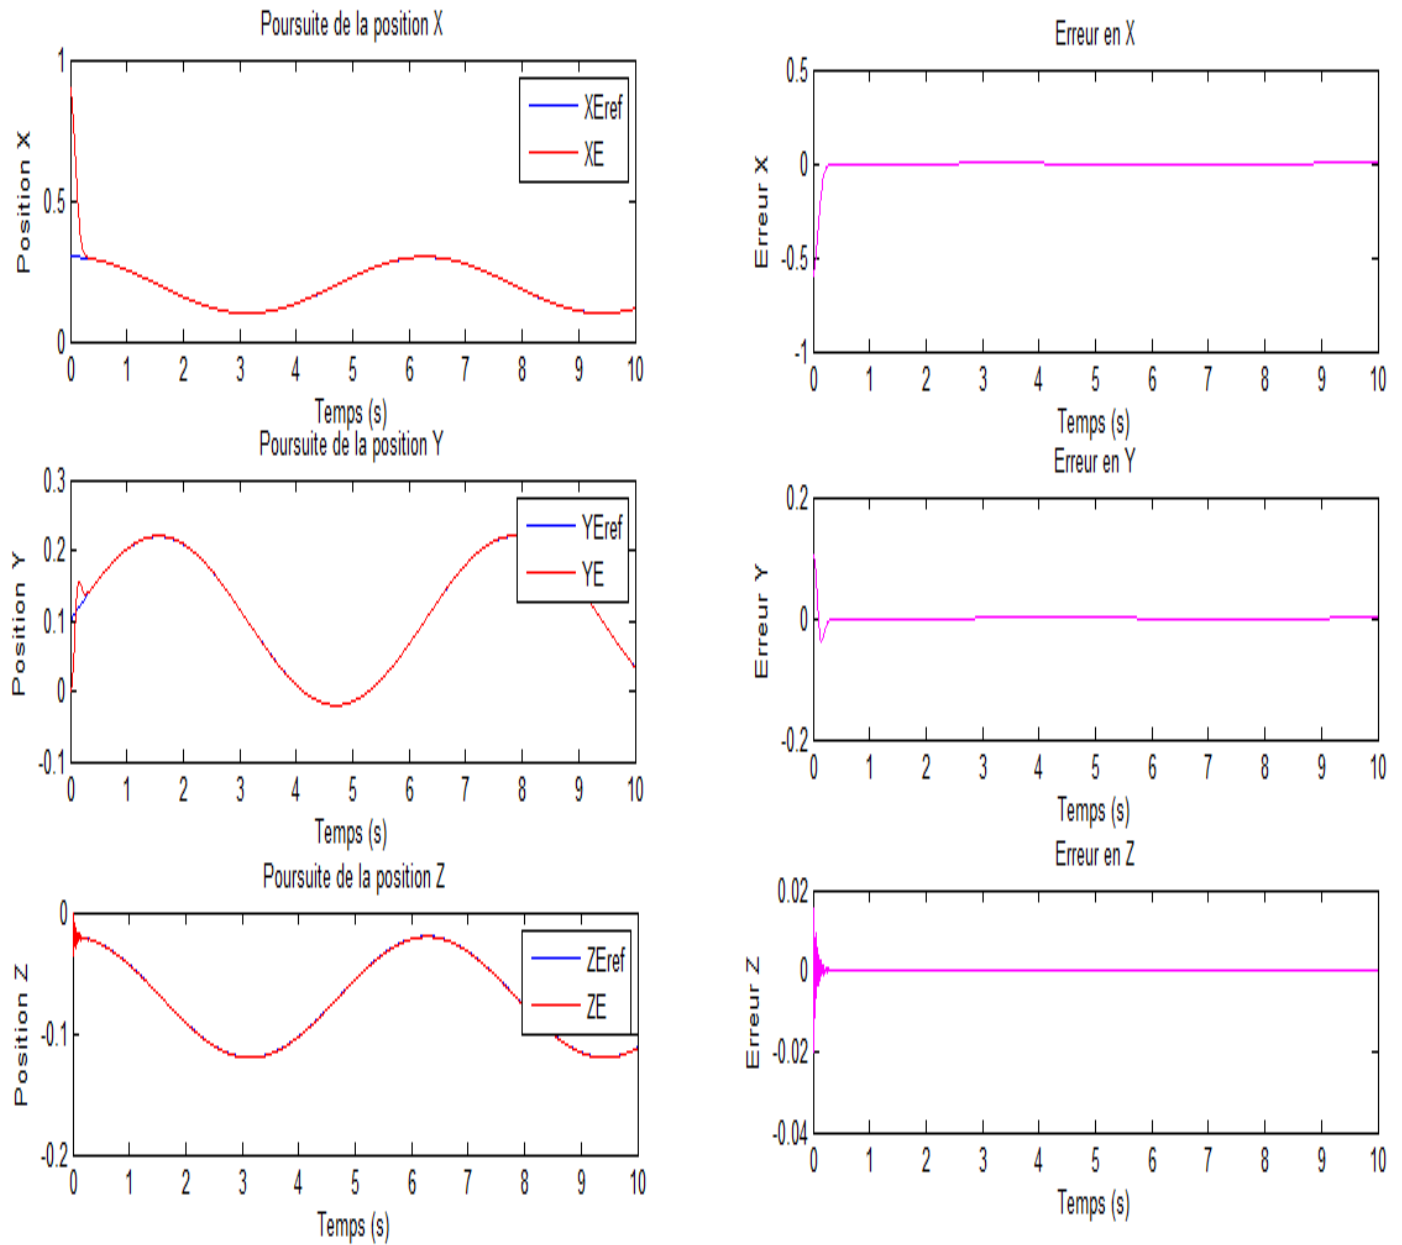 Poursuite de la position X
1
0.5
0
Position X
XEref
XE
0 1 2 3 4 5 6 7 8 9 10
Temps (s)
Erreur en X
0.5
0
-0.5
-1
Erreur X
0 1 2 3 4 5 6 7 8 9 10
Temps (s)
Poursuite de la position Y
0.3
0.2
0.1
0
-0.1
Position Y
YEref
YE
0 1 2 3 4 5 6 7 8 9 10
Temps (s)
Erreur en Y
0.2
0
-0.2
Erreur Y
0 1 2 3 4 5 6 7 8 9 10
Temps (s)
Poursuite de la position Z
0
-0.1
-0.2
Position Z
ZEref
ZE
0 1 2 3 4 5 6 7 8 9 10
Temps (s)
Erreur en Z
0.02
0
-0.02
-0.04
Erreur Z
0 1 2 3 4 5 6 7 8 9 10
Temps (s)